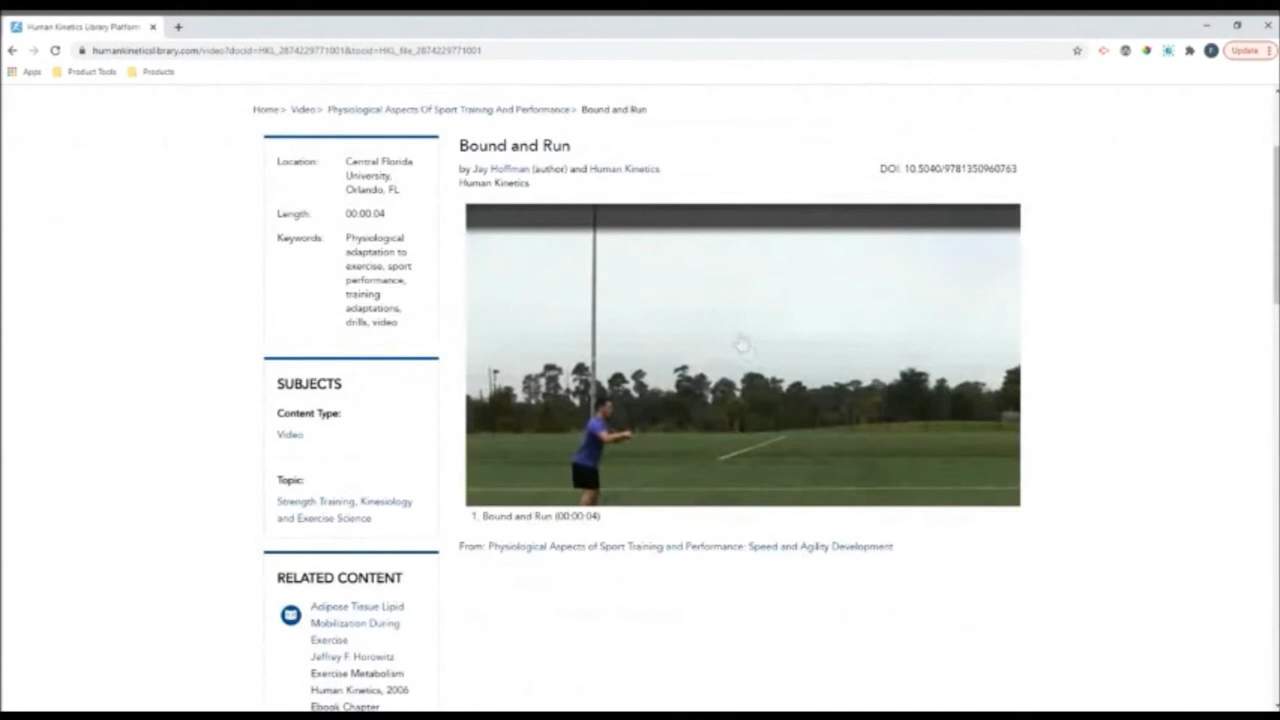 Human Kinetics Library Platform
humankineticslibrary.com/video?docid=HKL_2874229771001&tocid=HKL_file_2874229771001
Update
Apps
Product Tools
Products
Home > Video > Physiological Aspects Of Sport Training And Performance > Bound and Run
Location:
Central Florida
University,
Orlando, FL
Length:
00:00.04
Keywords:
Physiological
adaptation to
exercise, sport
performance,
training
adaptations,
drills, video
SUBJECTS
Content Type:
Video
Topic:
Strength Training, Kinesiology
and Exercise Science
RELATED CONTENT
Adipose Tissue Lipid
Mobilization During
Exercise
Jeffrey F. Horowitz
Exercise Metabolism
Human Kinetics, 2006
Ebook Chapter
Bound and Run
by Jay Hoffman (author) and Human Kinetics
Human Kinetics
DOI: 10.5040/9781350960763
1. Bound and Run (00:00:04)
From: Physiological Aspects of Sport Training and Performance: Speed and Agility Development